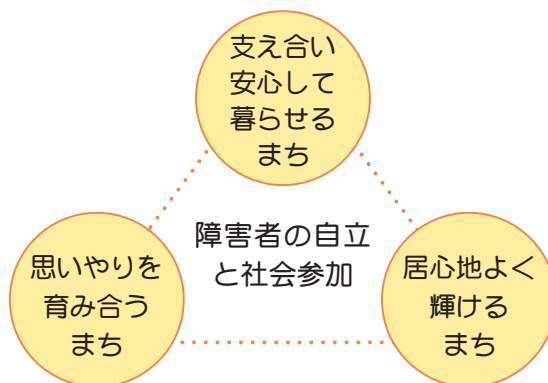 支え合い
安心して
暮らせる
まち
障害者の自立
と社会参加
思いやりを
育み合う
まち
居心地よく
輝ける
まち